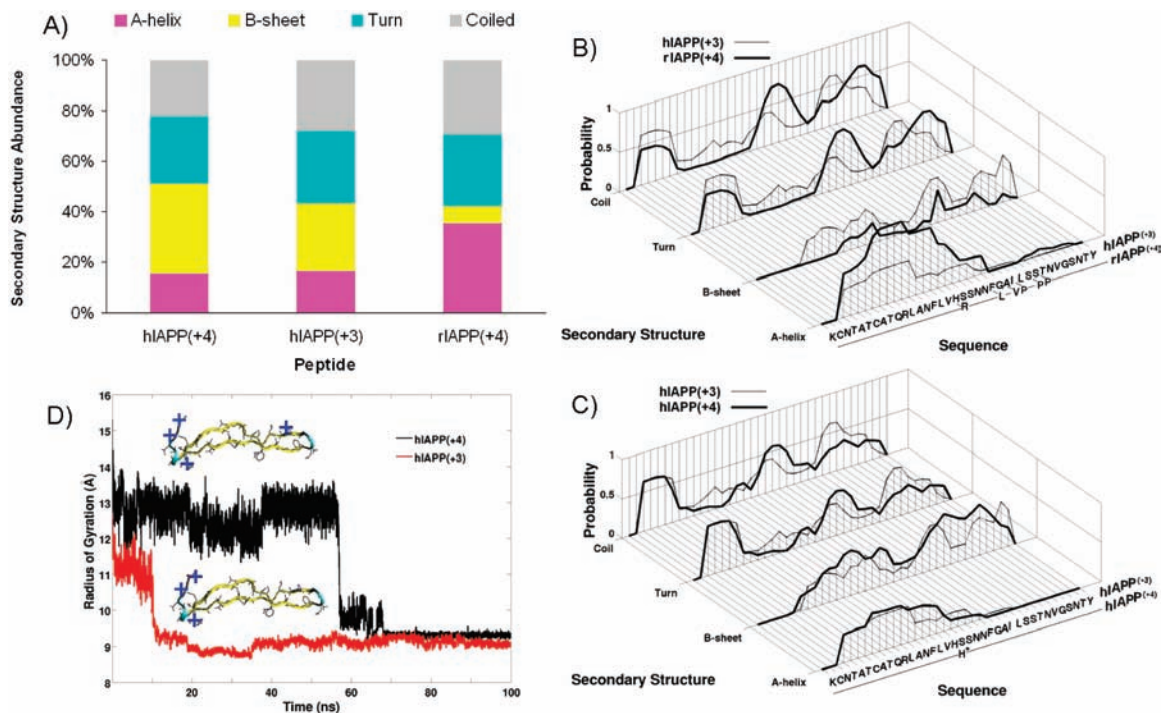 A)
A-helix B-sheet Turn Coiled
Secondary Structure Abundance
100%
80%
60%
40%
20%
0%
hIAPP(+4) hIAPP(+3) rIAPP(+4)
Peptide
B)
hIAPP(+3)
rIAPP(+4)
Probability
1
0.5
0
Coil
Turn
B-sheet
A-helix
Secondary Structure
KCNTATCATQRLANFLVHSSNNFGAILSSTNVGSNTY hIAPP(+3)
R L VP PP rIAPP(+4)
Sequence
D)
Radius of Gyration (Å)
16
15
14
13
12
11
10
9
8
hIAPP(+4)
hIAPP(+3)
20 40 60 80 100
Time (ns)
C)
hIAPP(+3)
hIAPP(+4)
Probability
1
0.5
0
Coil
Turn
B-sheet
A-helix
Secondary Structure
KCNTATCATQRLANFLVHSSNNFGAILSSTNVGSNTY hIAPP(+3)
H+ hIAPP(+4)
Sequence